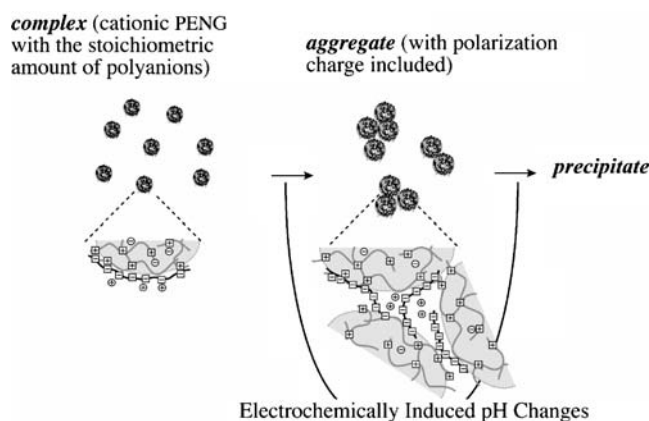 complex (cationic PENG
with the stoichiometric
amount of polyanions)
aggregate (with polarization
charge included)
precipitate
Electrochemically Induced pH Changes